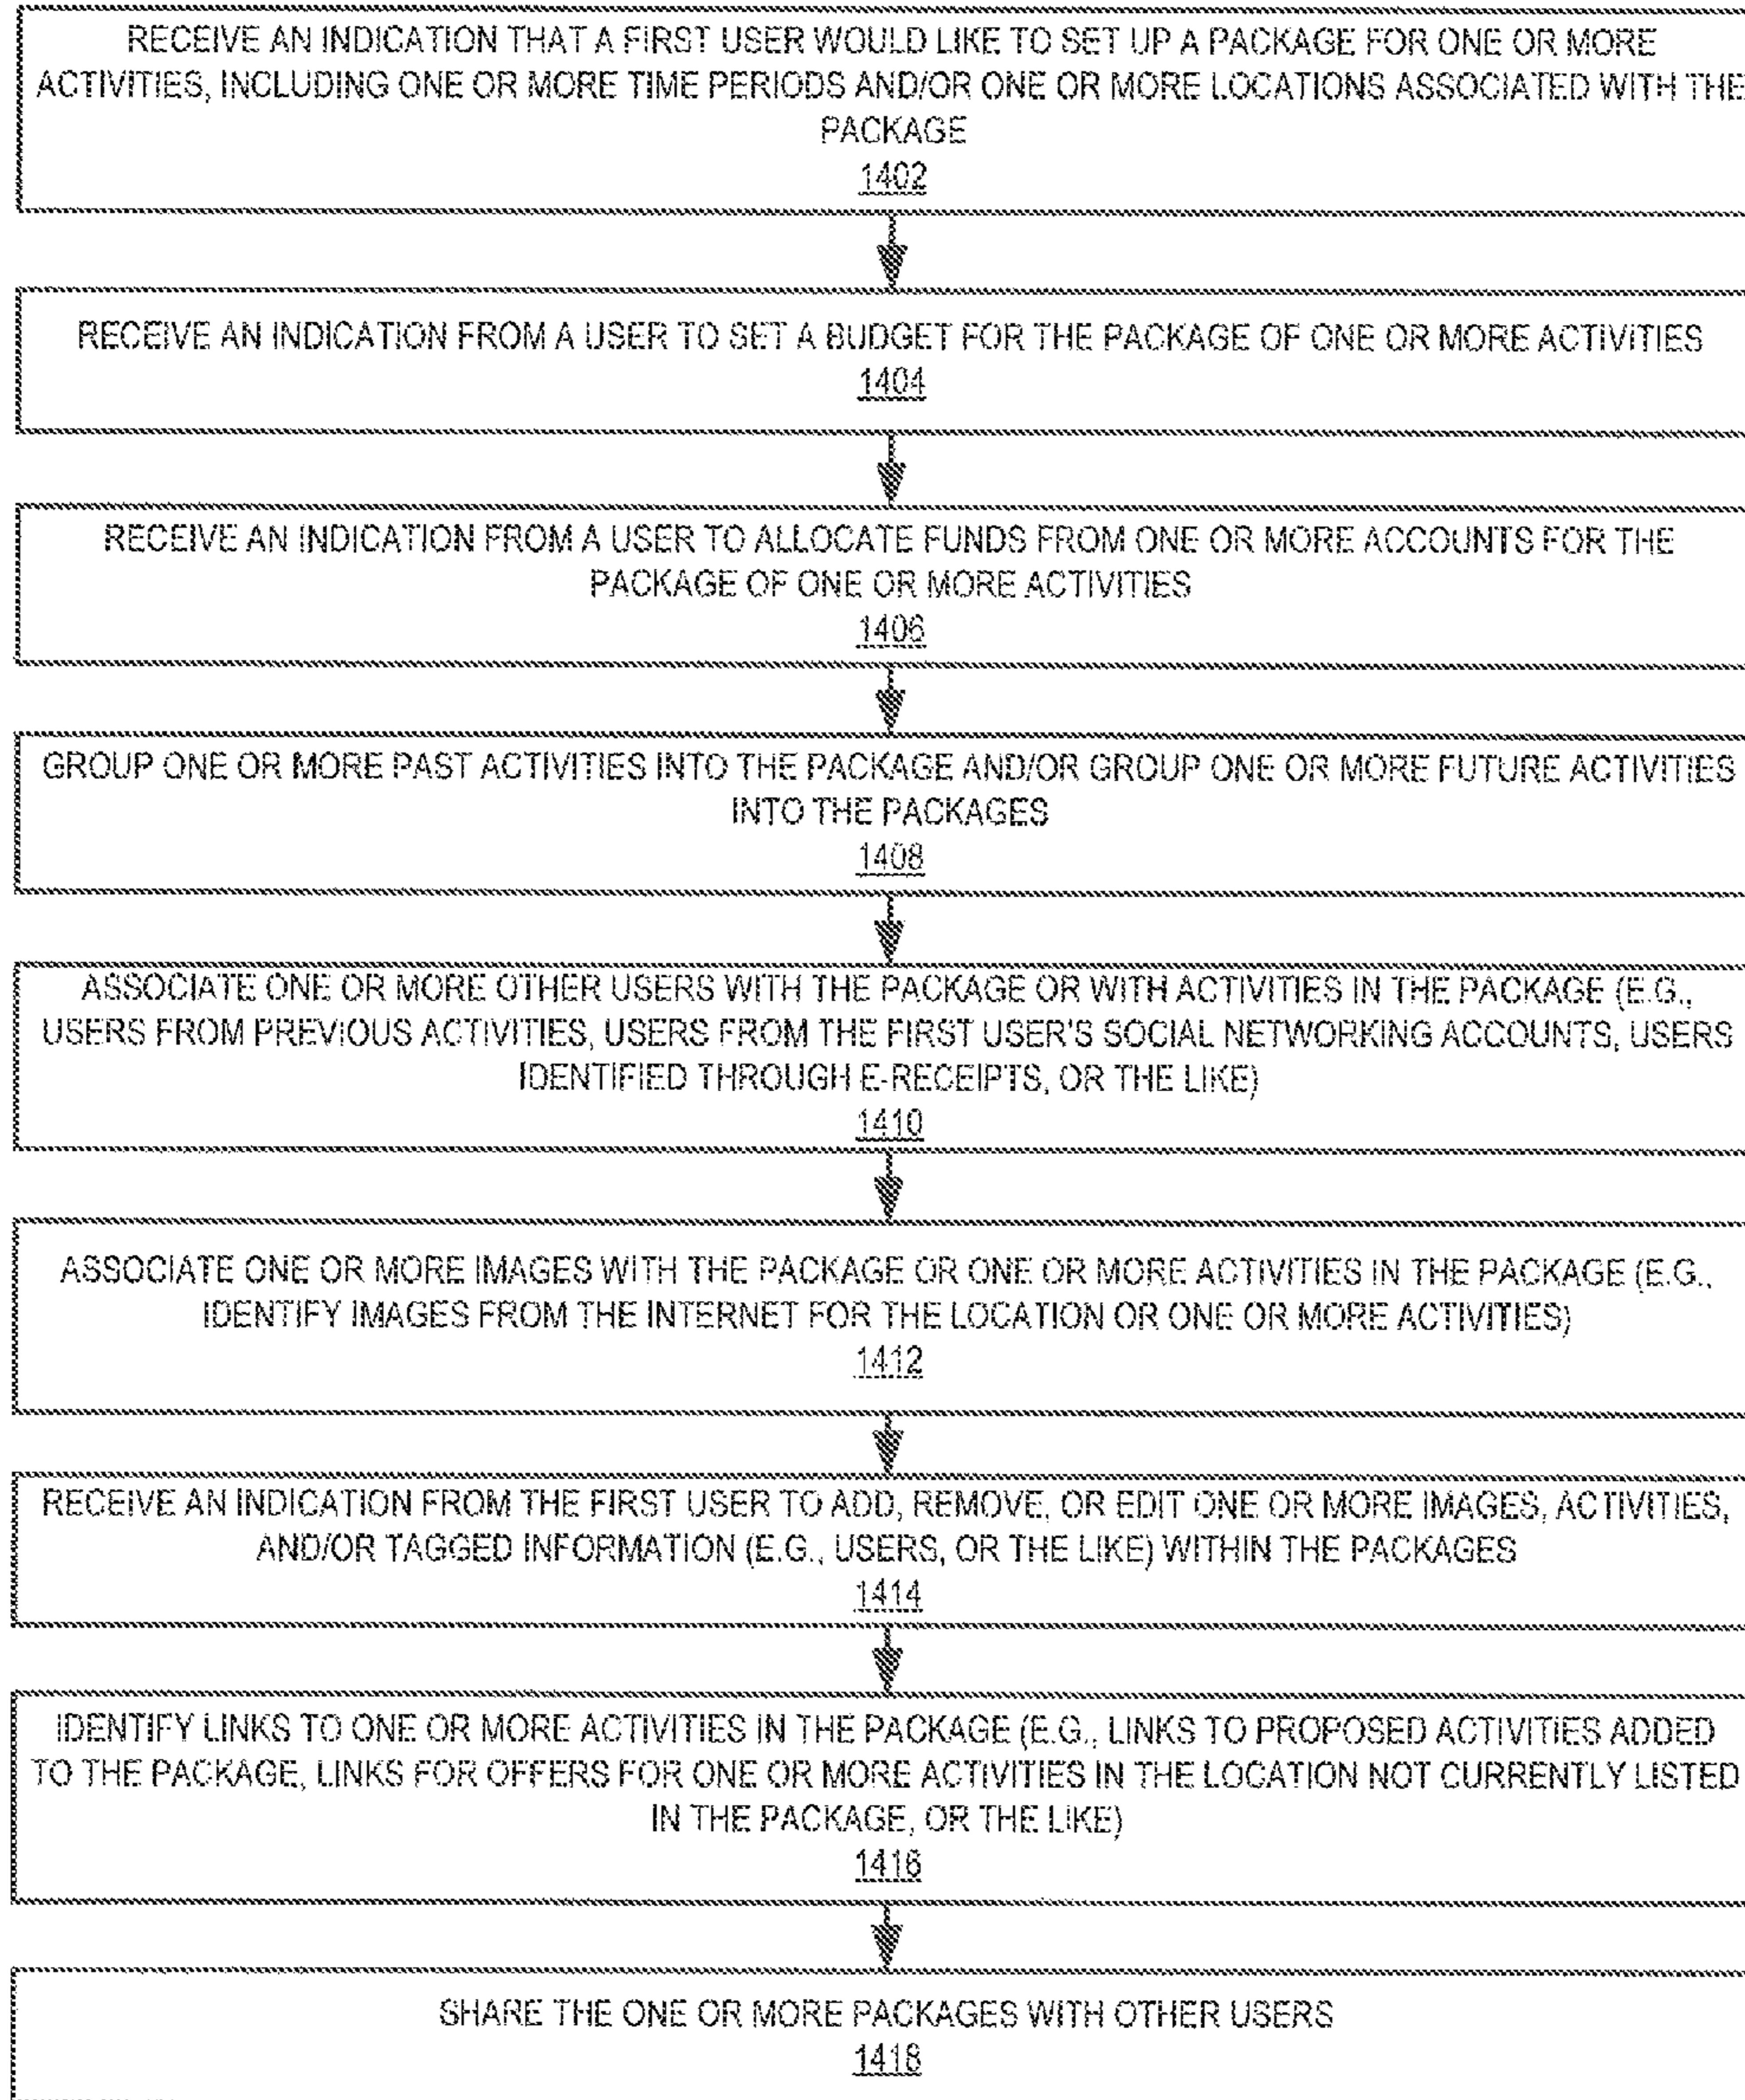 RECEIVE AN INDICATION THAT A FIRST USER WOULD LIKE TO SET UP A PACKAGE FOR ONE OR MORE
ACTIVITIES, INCLUDING ONE OR MORE TIME PERIODS AND/OR ONE OR MORE LOCATIONS ASSOCIATED WITH THE
PACKAGE
1402
RECEIVE AN INDICATION FROM A USER TO SET A BUDGET FOR THE PACKAGE OF ONE OR MORE ACTIVITIES
1404
RECEIVE AN INDICATION FROM A USER TO ALLOCATE FUNDS FROM ONE OR MORE ACCOUNTS FOR THE
PACKAGE OF ONE OR MORE ACTIVITIES
1406
GROUP ONE OR MORE PAST ACTIVITIES INTO THE PACKAGE AND/OR GROUP ONE OR MORE FUTURE ACTIVITIES
INTO THE PACKAGES
1408
ASSOCIATE ONE OR MORE OTHER USERS WITH THE PACKAGE OR WITH ACTIVITIES IN THE PACKAGE (E.G.,
USERS FROM PREVIOUS ACTIVITIES, USERS FROM THE FIRST USER'S SOCIAL NETWORKING ACCOUNTS, USERS
IDENTIFIED THROUGH E-RECEIPTS, OR THE LIKE)
1410
ASSOCIATE ONE OR MORE IMAGES WITH THE PACKAGE OR ONE OR MORE ACTIVITIES IN THE PACKAGE (E.G.,
IDENTIFY IMAGES FROM THE INTERNET FOR THE LOCATION OR ONE OR MORE ACTIVITIES)
1412
RECEIVE AN INDICATION FROM THE FIRST USER TO ADD, REMOVE, OR EDIT ONE OR MORE IMAGES, ACTIVITIES,
AND/OR TAGGED INFORMATION (E.G., USERS, OR THE LIKE) WITHIN THE PACKAGES
1414
IDENTIFY LINKS TO ONE OR MORE ACTIVITIES IN THE PACKAGE (E.G., LINKS TO PROPOSED ACTIVITIES ADDED
TO THE PACKAGE, LINKS FOR OFFERS FOR ONE OR MORE ACTIVITIES IN THE LOCATION NOT CURRENTLY LISTED
IN THE PACKAGE, OR THE LIKE)
1416
SHARE THE ONE OR MORE PACKAGES WITH OTHER USERS
1418